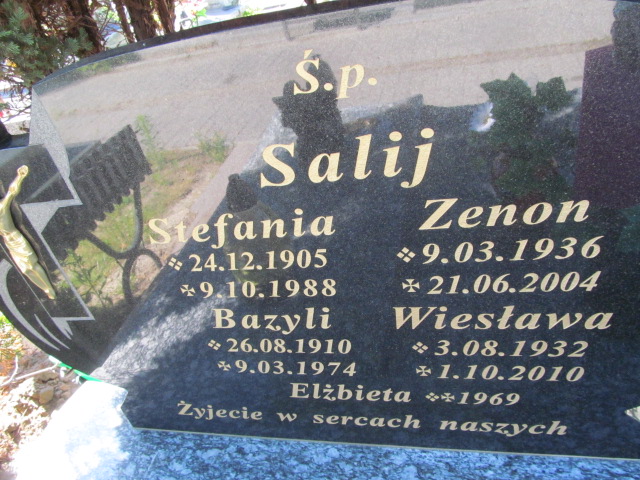 Ś.p.
Salij
Stefania
❖ 24.12.1905
✠ 9.10.1988
Zenon
❖ 9.03.1936
✠ 21.06.2004
Bazyli
❖ 26.08.1910
✠ 9.03.1974
Wiesława
❖ 3.08.1932
✠ 1.10.2010
Elżbieta ❖✠1969
Żyjecie w sercach naszych